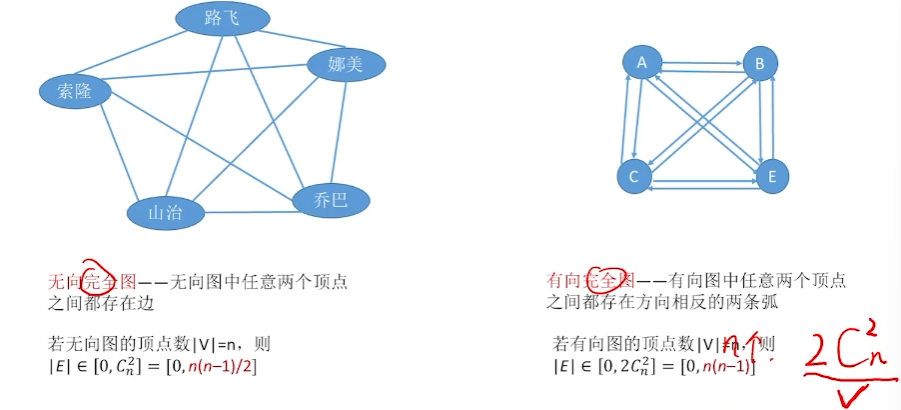 路飞
娜美
索隆
山治
乔巴
A
B
C
E
无向完全图——无向图中任意两个顶点
之间都存在边
若无向图的顶点数|V|=n，则
|E| ∈ [0, C_n^2] = [0, n(n−1)/2]
有向完全图——有向图中任意两个顶点
之间都存在方向相反的两条弧
若有向图的顶点数|V|=n，则
|E| ∈ [0, 2C_n^2] = [0, n(n−1)]
n个.
2C_n^2